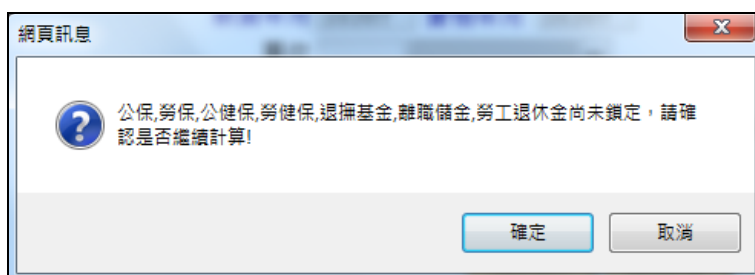 網頁訊息
公保,勞保,公健保,勞健保,退撫基金,離職儲金,勞工退休金尚未鎖定，請確
認是否繼續計算!
確定
取消